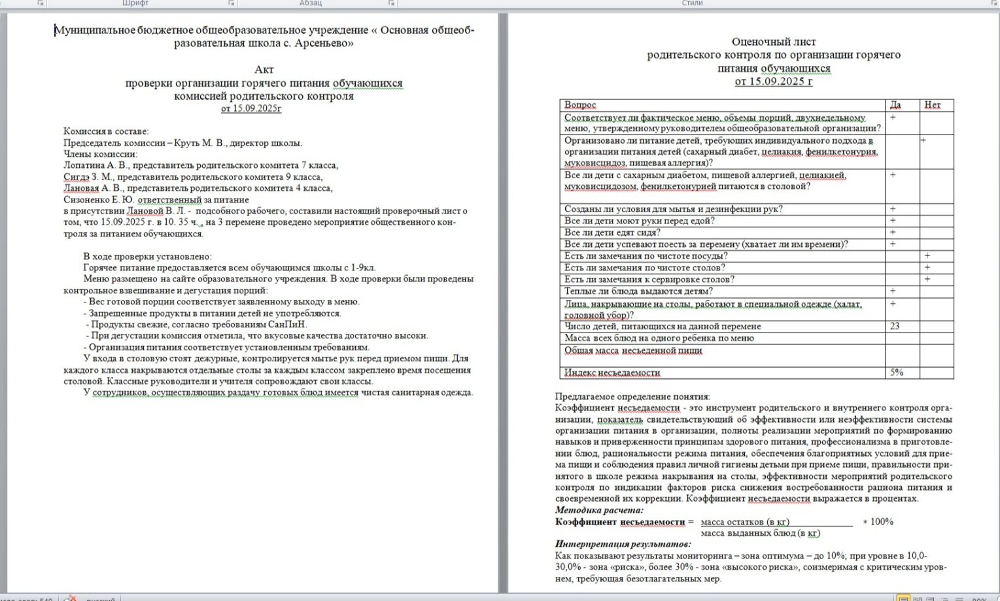 Шрифт
Абзац
Стили
Муниципальное бюджетное общеобразовательное учреждение « Основная общеоб-
разовательная школа с. Арсеньево»
Акт
проверки организации горячего питания обучающихся
комиссией родительского контроля
от 15.09.2025г
Комиссия в составе:
Председатель комиссии – Круть М. В., директор школы.
Члены комиссии:
Лопатина А. В., представитель родительского комитета 7 класса,
Сигдэ З. М., представитель родительского комитета 9 класса,
Лановая А. В., представитель родительского комитета 4 класса,
Сизоненко Е. Ю. ответственный за питание
в присутствии Лановой В. Л. - подсобного рабочего, составили настоящий проверочный лист о
том, что 15.09.2025 г. в 10. 35 ч. , на 3 перемене проведено мероприятие общественного кон-
троля за питанием обучающихся.
В ходе проверки установлено:
Горячее питание предоставляется всем обучающимся школы с 1-9кл.
Меню размещено на сайте образовательного учреждения. В ходе проверки были проведены
контрольное взвешивание и дегустация порций:
- Вес готовой порции соответствует заявленному выходу в меню.
- Запрещенные продукты в питании детей не употребляются.
- Продукты свежие, согласно требованиям СанПиН.
- При дегустации комиссия отметила, что вкусовые качества достаточно высоки.
- Организация питания соответствует установленным требованиям.
У входа в столовую стоят дежурные, контролируется мытье рук перед приемом пищи. Для
каждого класса накрываются отдельные столы за каждым классом закреплено время посещения
столовой. Классные руководители и учителя сопровождают свои классы.
У сотрудников, осуществляющих раздачу готовых блюд имеется чистая санитарная одежда.
Оценочный лист
родительского контроля по организации горячего
питания обучающихся
от 15.09.2025 г
Вопрос Да Нет
Соответствует ли фактическое меню, объемы порций, двухнедельному +
меню, утвержденному руководителем общеобразовательной организации?
Организовано ли питание детей, требующих индивидуального подхода в +
организации питания детей (сахарный диабет, целиакия, фенилкетонурия,
муковисцидоз, пищевая аллергия)?
Все ли дети с сахарным диабетом, пищевой аллергией, целиакией, +
муковисцидозом, фенилкетонурией питаются в столовой?
Созданы ли условия для мытья и дезинфекции рук? +
Все ли дети моют руки перед едой? +
Все ли дети едят сидя? +
Все ли дети успевают поесть за перемену (хватает ли им времени)? +
Есть ли замечания по чистоте посуды? +
Есть ли замечания по чистоте столов? +
Есть ли замечания к сервировке столов? +
Теплые ли блюда выдаются детям? +
Лица, накрывающие на столы, работают в специальной одежде (халат, +
головной убор)?
Число детей, питающихся на данной перемене 23
Масса всех блюд на одного ребенка по меню
Общая масса несъеденной пищи
Индекс несъедаемости 5%
Предлагаемое определение понятия:
Коэффициент несъедаемости - это инструмент родительского и внутреннего контроля орга-
низации, показатель свидетельствующий об эффективности или неэффективности системы
организации питания в организации, полноты реализации мероприятий по формированию
навыков и приверженности принципам здорового питания, профессионализма в приготовле-
нии блюд, рациональности режима питания, обеспечения благоприятных условий для прие-
ма пищи и соблюдения правил личной гигиены детьми при приеме пищи, правильности при-
нятого в школе режима накрывания на столы, эффективности мероприятий родительского
контроля по индикации факторов риска снижения востребованности рациона питания и
своевременной их коррекции. Коэффициент несъедаемости выражается в процентах.
Методика расчета:
Коэффициент несъедаемости = масса остатков (в кг) * 100%
масса выданных блюд (в кг)
Интерпретация результатов:
Как показывают результаты мониторинга – зона оптимума – до 10%; при уровне в 10,0-
30,0% - зона «риска», более 30% - зона «высокого риска», соизмеримая с критическим уров-
нем, требующая безотлагательных мер.